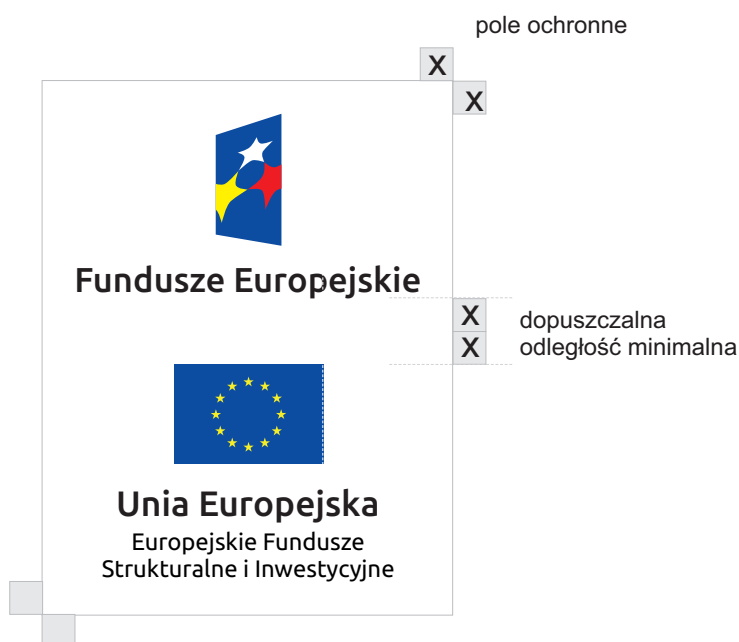 pole ochronne
X
X
Fundusze Europejskie
X
dopuszczalna
X
odległość minimalna
Unia Europejska
Europejskie Fundusze
Strukturalne i Inwestycyjne